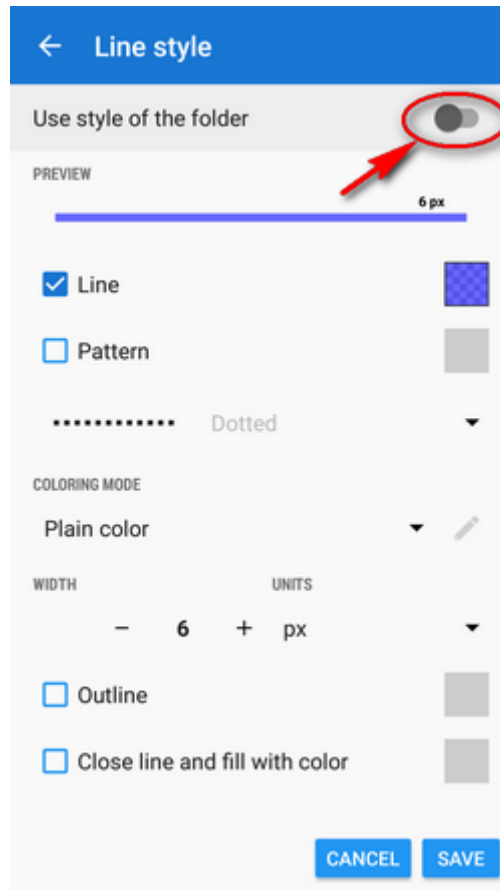 Line style
Use style of the folder
PREVIEW
6 px
Line
Pattern
Dotted
COLORING MODE
Plain color
WIDTH UNITS
− 6 + px
Outline
Close line and fill with color
CANCEL SAVE